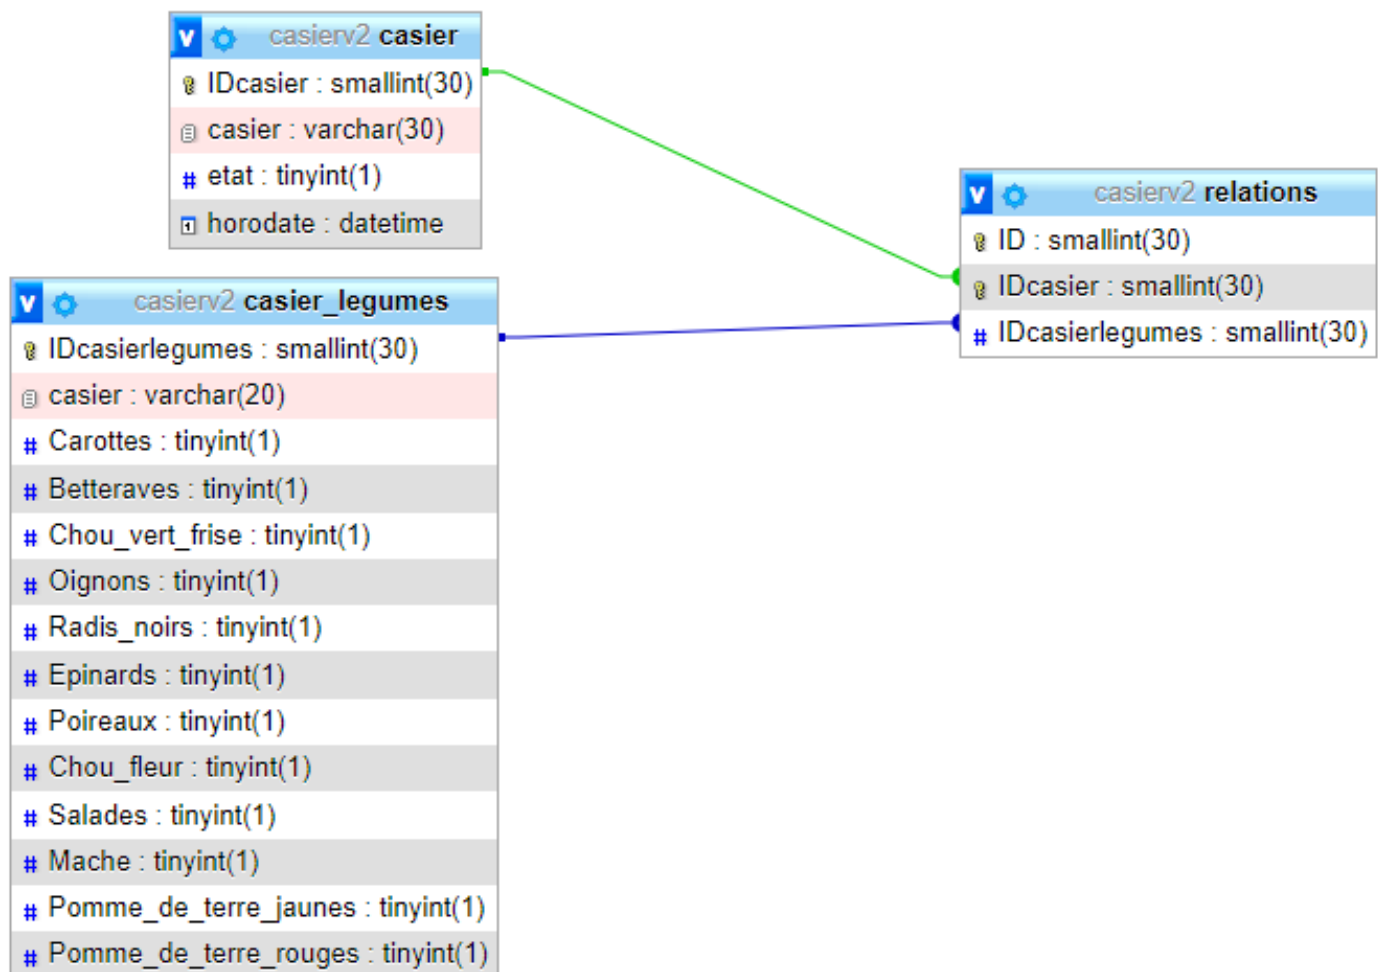 v casierv2 casier
IDcasier : smallint(30)
casier : varchar(30)
# etat : tinyint(1)
horodate : datetime
v casierv2 relations
ID : smallint(30)
IDcasier : smallint(30)
# IDcasierlegumes : smallint(30)
v casierv2 casier_legumes
IDcasierlegumes : smallint(30)
casier : varchar(20)
# Carottes : tinyint(1)
# Betteraves : tinyint(1)
# Chou_vert_frise : tinyint(1)
# Oignons : tinyint(1)
# Radis_noirs : tinyint(1)
# Epinards : tinyint(1)
# Poireaux : tinyint(1)
# Chou_fleur : tinyint(1)
# Salades : tinyint(1)
# Mache : tinyint(1)
# Pomme_de_terre_jaunes : tinyint(1)
# Pomme_de_terre_rouges : tinyint(1)